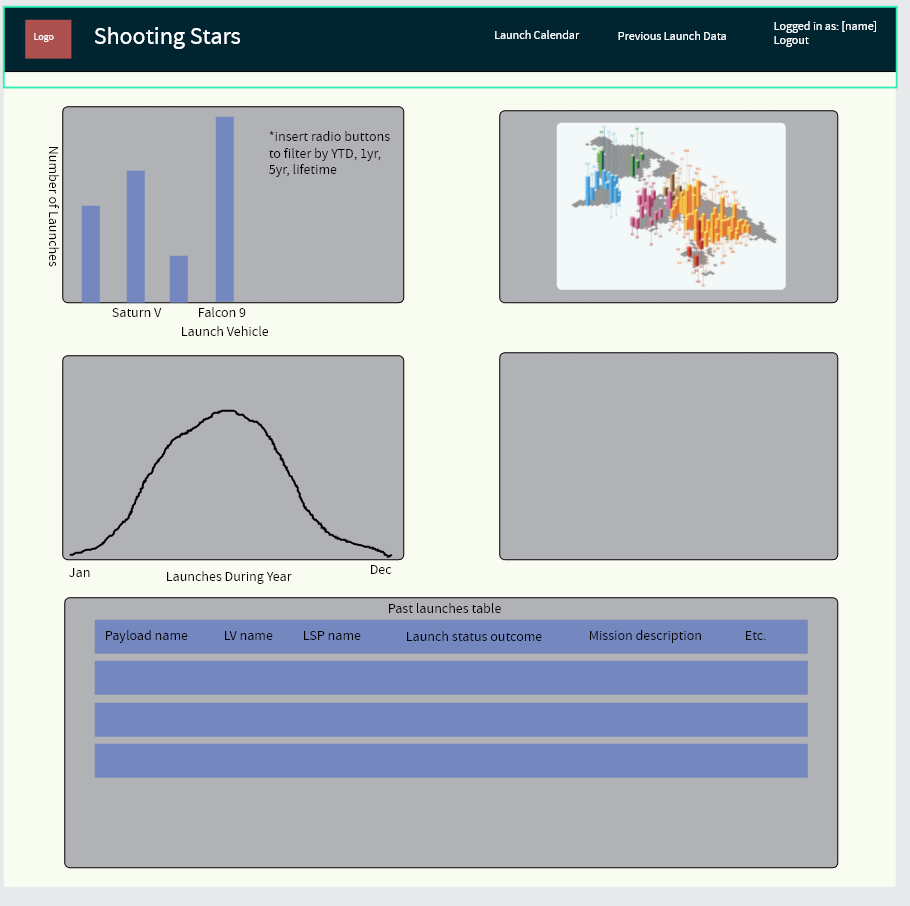 Logo
Shooting Stars
Launch Calendar
Previous Launch Data
Logged in as: [name]
Logout
Number of Launches
*insert radio buttons
to filter by YTD, 1yr,
5yr, lifetime
Saturn V
Falcon 9
Launch Vehicle
Jan
Launches During Year
Dec
Past launches table
Payload name
LV name
LSP name
Launch status outcome
Mission description
Etc.